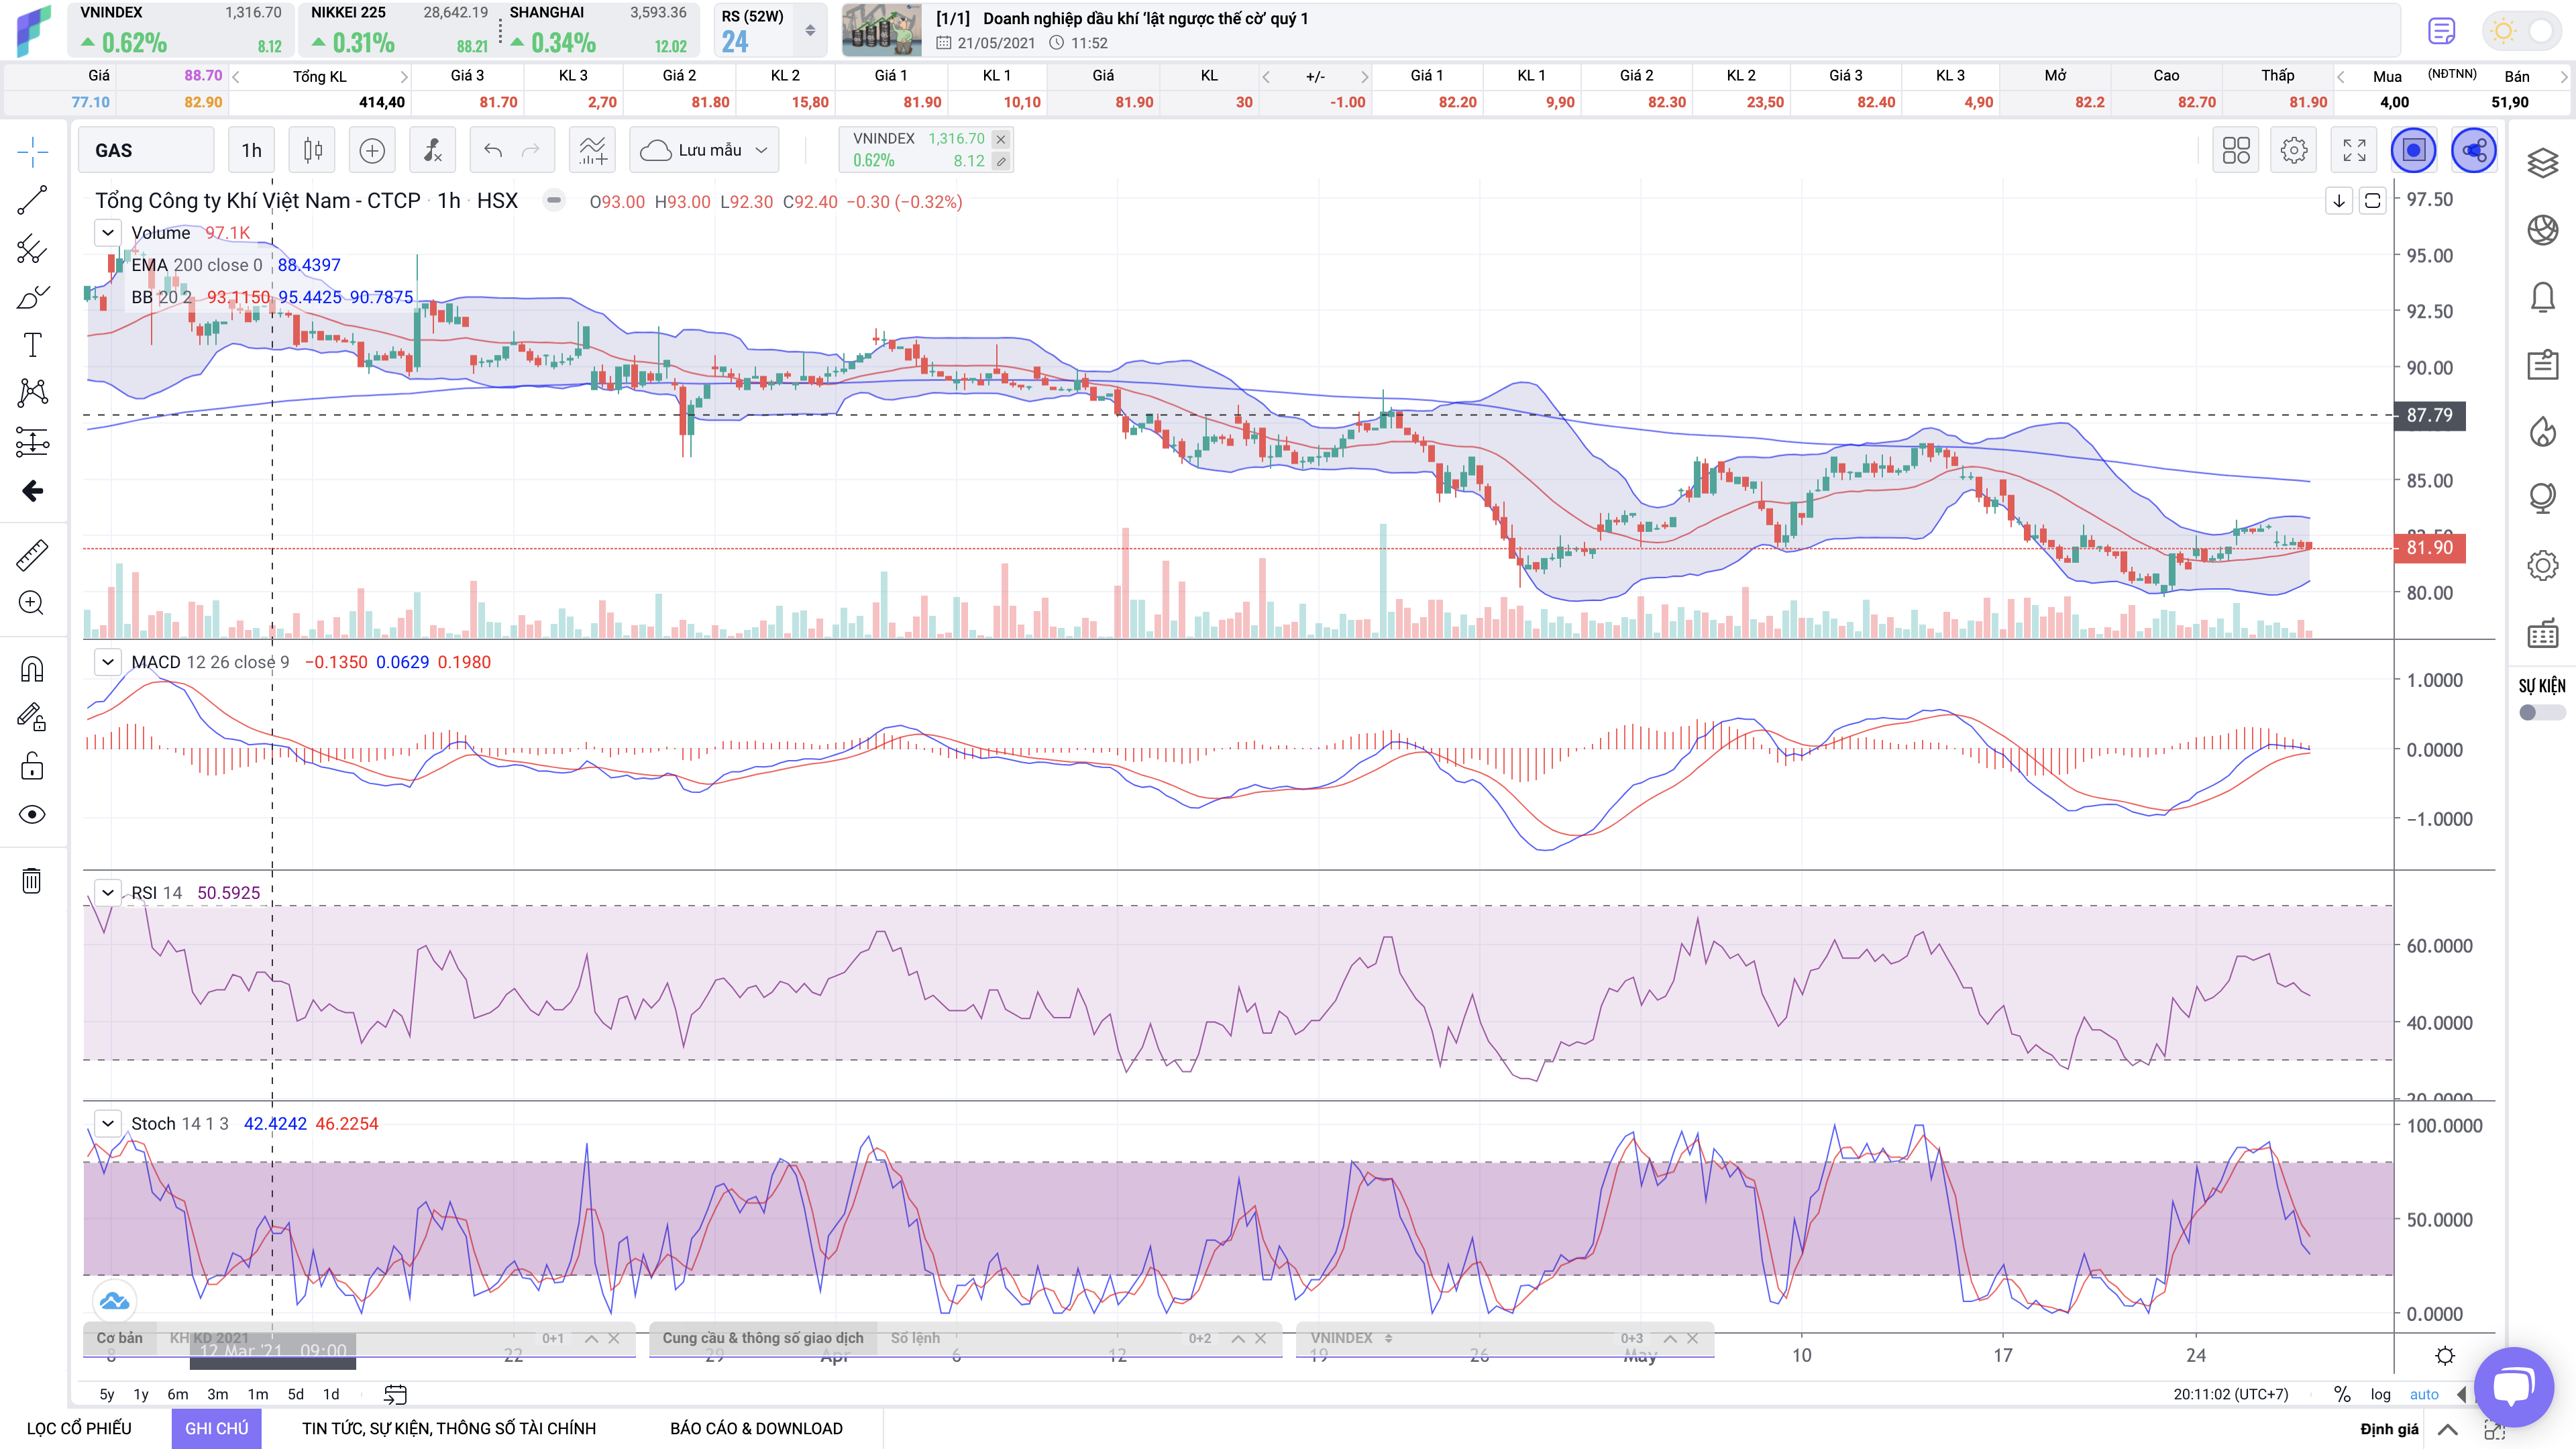 VNINDEX 1,316.70
0.62% 8.12
NIKKEI 225 28,642.19
0.31% 88.21
SHANGHAI 3,593.36
0.34% 12.02
RS (52W)
24
[1/1] Doanh nghiệp dầu khí ‘lật ngược thế cờ’ quý 1
21/05/2021 11:52
Giá 88.70 Tổng KL Giá 3 KL 3 Giá 2 KL 2 Giá 1 KL 1 Giá KL +/- Giá 1 KL 1 Giá 2 KL 2 Giá 3 KL 3 Mở Cao Thấp Mua (NĐTNN) Bán
77.10 82.90 414,40 81.70 2,70 81.80 15,80 81.90 10,10 81.90 30 -1.00 82.20 9,90 82.30 23,50 82.40 4,90 82.2 82.70 81.90 4,00 51,90
GAS 1h Lưu mẫu
VNINDEX 1,316.70
0.62% 8.12
Tổng Công ty Khí Việt Nam - CTCP · 1h · HSX O93.00 H93.00 L92.30 C92.40 −0.30 (−0.32%)
Volume 97.1K
EMA 200 close 0 88.4397
BB 20 2 93.1150 95.4425 90.7875
97.50
95.00
92.50
90.00
87.79
85.00
81.90
80.00
MACD 12 26 close 9 −0.1350 0.0629 0.1980
1.0000
0.0000
−1.0000
RSI 14 50.5925
60.0000
40.0000
20.0000
Stoch 14 1 3 42.4242 46.2254
100.0000
50.0000
0.0000
SỰ KIỆN
Cơ bản KH KD 2021 0+1
Cung cầu & thông số giao dịch Sổ lệnh 0+2
VNINDEX 0+3
8 12 Mar '21 09:00 22 29 Apr 6 12 19 26 May 10 17 24
5y 1y 6m 3m 1m 5d 1d
20:11:02 (UTC+7) % log auto
LỌC CỔ PHIẾU GHI CHÚ TIN TỨC, SỰ KIỆN, THÔNG SỐ TÀI CHÍNH BÁO CÁO & DOWNLOAD Định giá